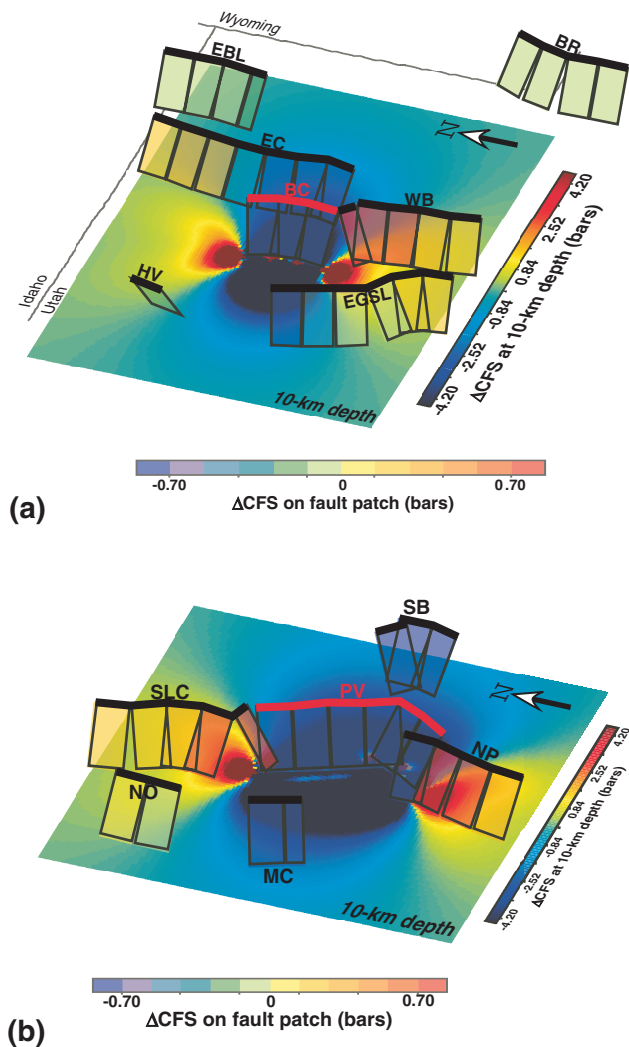 Wyoming
EBL
BR
N
EC
BC
WB
HV
EGSL
Idaho
Utah
10-km depth
4.20
2.52
0.84
-0.84
-2.52
-4.20
ΔCFS at 10-km depth (bars)
-0.70 0 0.70
ΔCFS on fault patch (bars)
(a)
SB
SLC
PV
N
NP
NO
MC
10-km depth
4.20
2.52
0.84
-0.84
-2.52
-4.20
ΔCFS at 10-km depth (bars)
-0.70 0 0.70
ΔCFS on fault patch (bars)
(b)